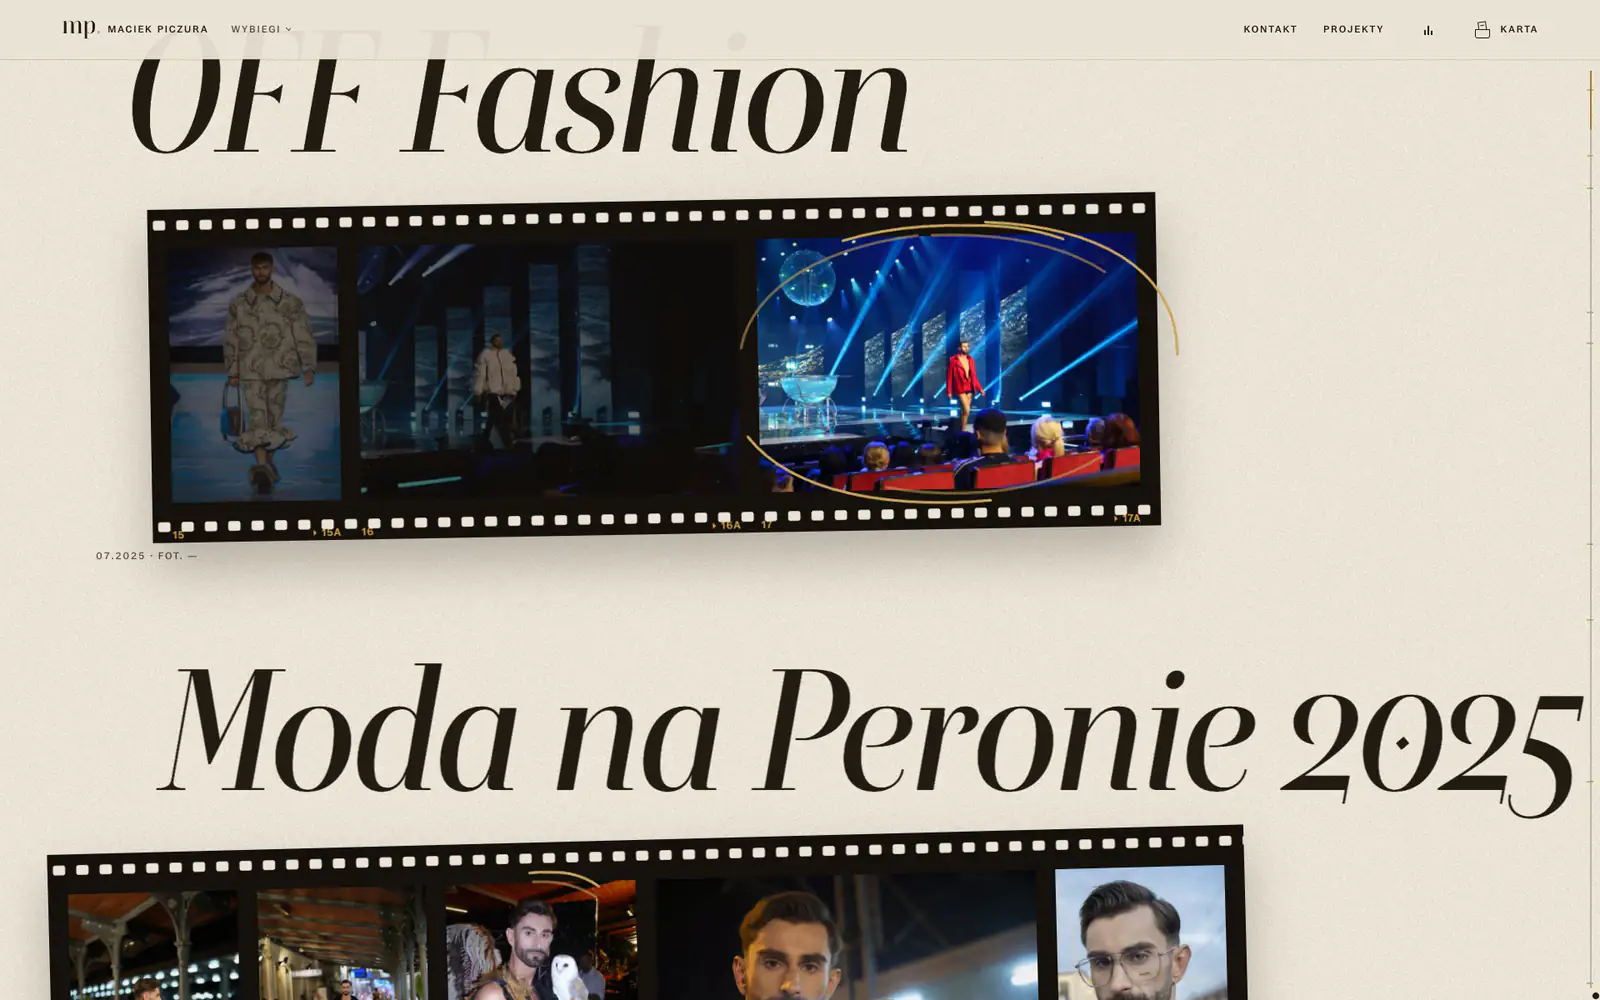 mp. MACIEK PICZURA WYBIEGI KONTAKT PROJEKTY KARTA
OFF Fashion
15 15A 16 16A 17 17A
07.2025 · FOT. —
Moda na Peronie 2025